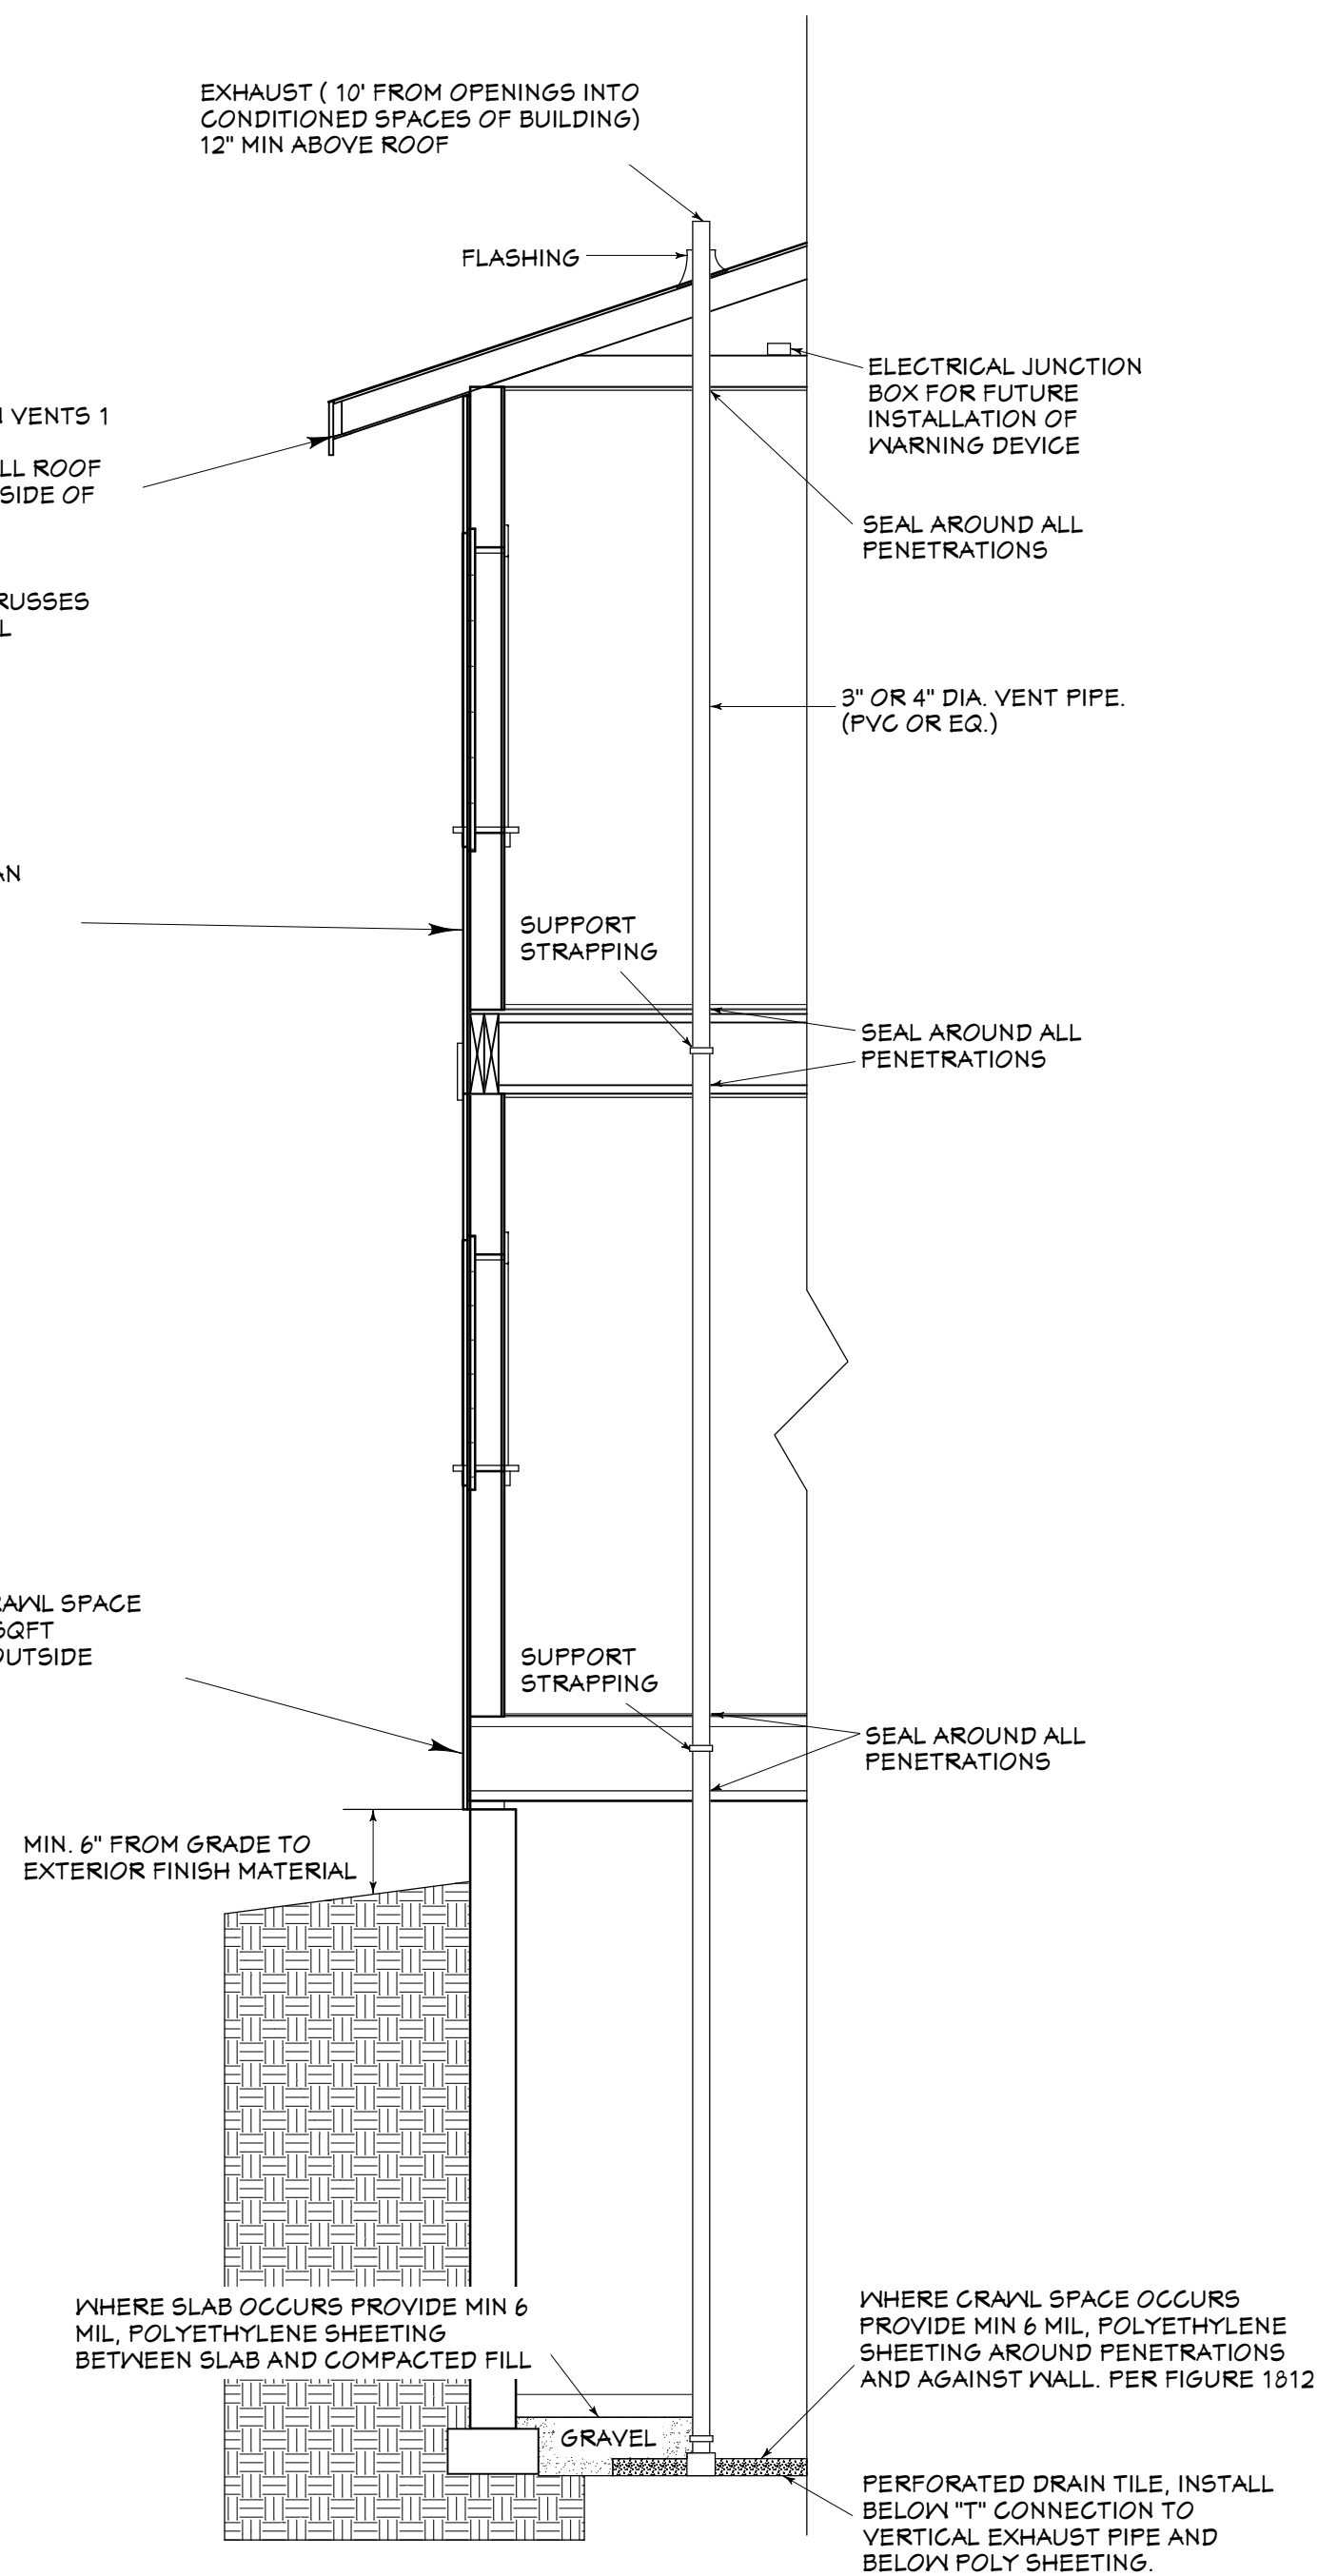 EXHAUST ( 10' FROM OPENINGS INTO
CONDITIONED SPACES OF BUILDING)
12" MIN ABOVE ROOF
FLASHING
ELECTRICAL JUNCTION
BOX FOR FUTURE
INSTALLATION OF
WARNING DEVICE
VENTS 1
ROOF
SIDE OF
SEAL AROUND ALL
PENETRATIONS
3" OR 4" DIA. VENT PIPE.
(PVC OR EQ.)
SUPPORT
STRAPPING
SEAL AROUND ALL
PENETRATIONS
SPACE
SQFT
OUTSIDE
SUPPORT
STRAPPING
SEAL AROUND ALL
PENETRATIONS
MIN. 6" FROM GRADE TO
EXTERIOR FINISH MATERIAL
WHERE SLAB OCCURS PROVIDE MIN 6
MIL, POLYETHYLENE SHEETING
BETWEEN SLAB AND COMPACTED FILL
WHERE CRAWL SPACE OCCURS
PROVIDE MIN 6 MIL, POLYETHYLENE
SHEETING AROUND PENETRATIONS
AND AGAINST WALL. PER FIGURE 1812
GRAVEL
PERFORATED DRAIN TILE, INSTALL
BELOW "T" CONNECTION TO
VERTICAL EXHAUST PIPE AND
BELOW POLY SHEETING.